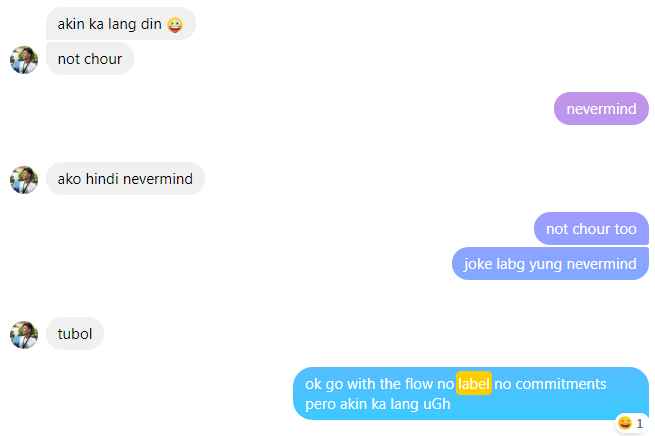 akin ka lang din 😀
not chour
nevermind
ako hindi nevermind
not chour too
joke labg yung nevermind
tubol
ok go with the flow no label no commitments
pero akin ka lang uGh
😄 1